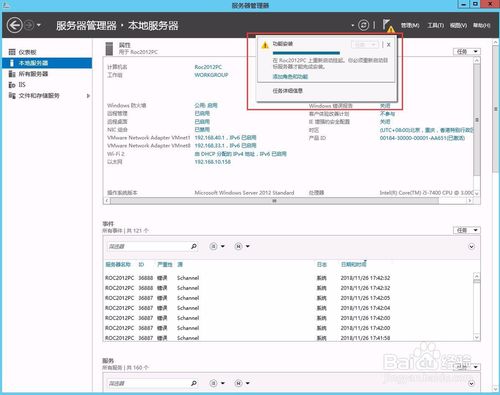 服务器管理器
服务器管理器 · 本地服务器
管理(M) 工具(T) 视图(V) 帮助(H)
仪表板
本地服务器
所有服务器
IIS
文件和存储服务
属性
用于 Roc2012PC
任务
计算机名 Roc2012PC
工作组 WORKGROUP
功能安装
任务
在 Roc2012PC 上重新启动挂起。你必须重新启动目
标服务器才能完成安装。
添加角色和功能
任务详细信息
Windows 防火墙 公用: 启用
远程管理 已启用
远程桌面 已启用
NIC 组合 已禁用
VMware Network Adapter VMnet1 192.168.40.1, IPv6 已启用
VMware Network Adapter VMnet8 192.168.33.1, IPv6 已启用
Wi-Fi 2 由 DHCP 分配的 IPv4 地址, IPv6 已启用
以太网 192.168.10.158
Windows 错误报告 关闭
客户体验改善计划 不参与
IE 增强的安全配置 关闭
时区 (UTC+08:00)北京，重庆，香港特别行政区
产品 ID 00184-30000-00001-AA651(已激活)
操作系统版本 Microsoft Windows Server 2012 Standard
处理器 Intel(R) Core(TM) i5-7400 CPU @ 3.00G
事件
所有事件 | 共 121 个
任务
筛选器
服务器名称 ID 严重性 源 日志 日期和时间
ROC2012PC 36888 错误 Schannel 系统 2018/11/26 17:42:32
ROC2012PC 36887 错误 Schannel 系统 2018/11/26 17:42:32
ROC2012PC 36888 错误 Schannel 系统 2018/11/26 17:42:05
ROC2012PC 36887 错误 Schannel 系统 2018/11/26 17:42:04
ROC2012PC 36888 错误 Schannel 系统 2018/11/26 17:42:00
ROC2012PC 36887 错误 Schannel 系统 2018/11/26 17:42:00
ROC2012PC 36888 错误 Schannel 系统 2018/11/26 17:41:58
服务
所有服务 | 共 160 个
筛选器
Baidu经验
jingyan.baidu.com